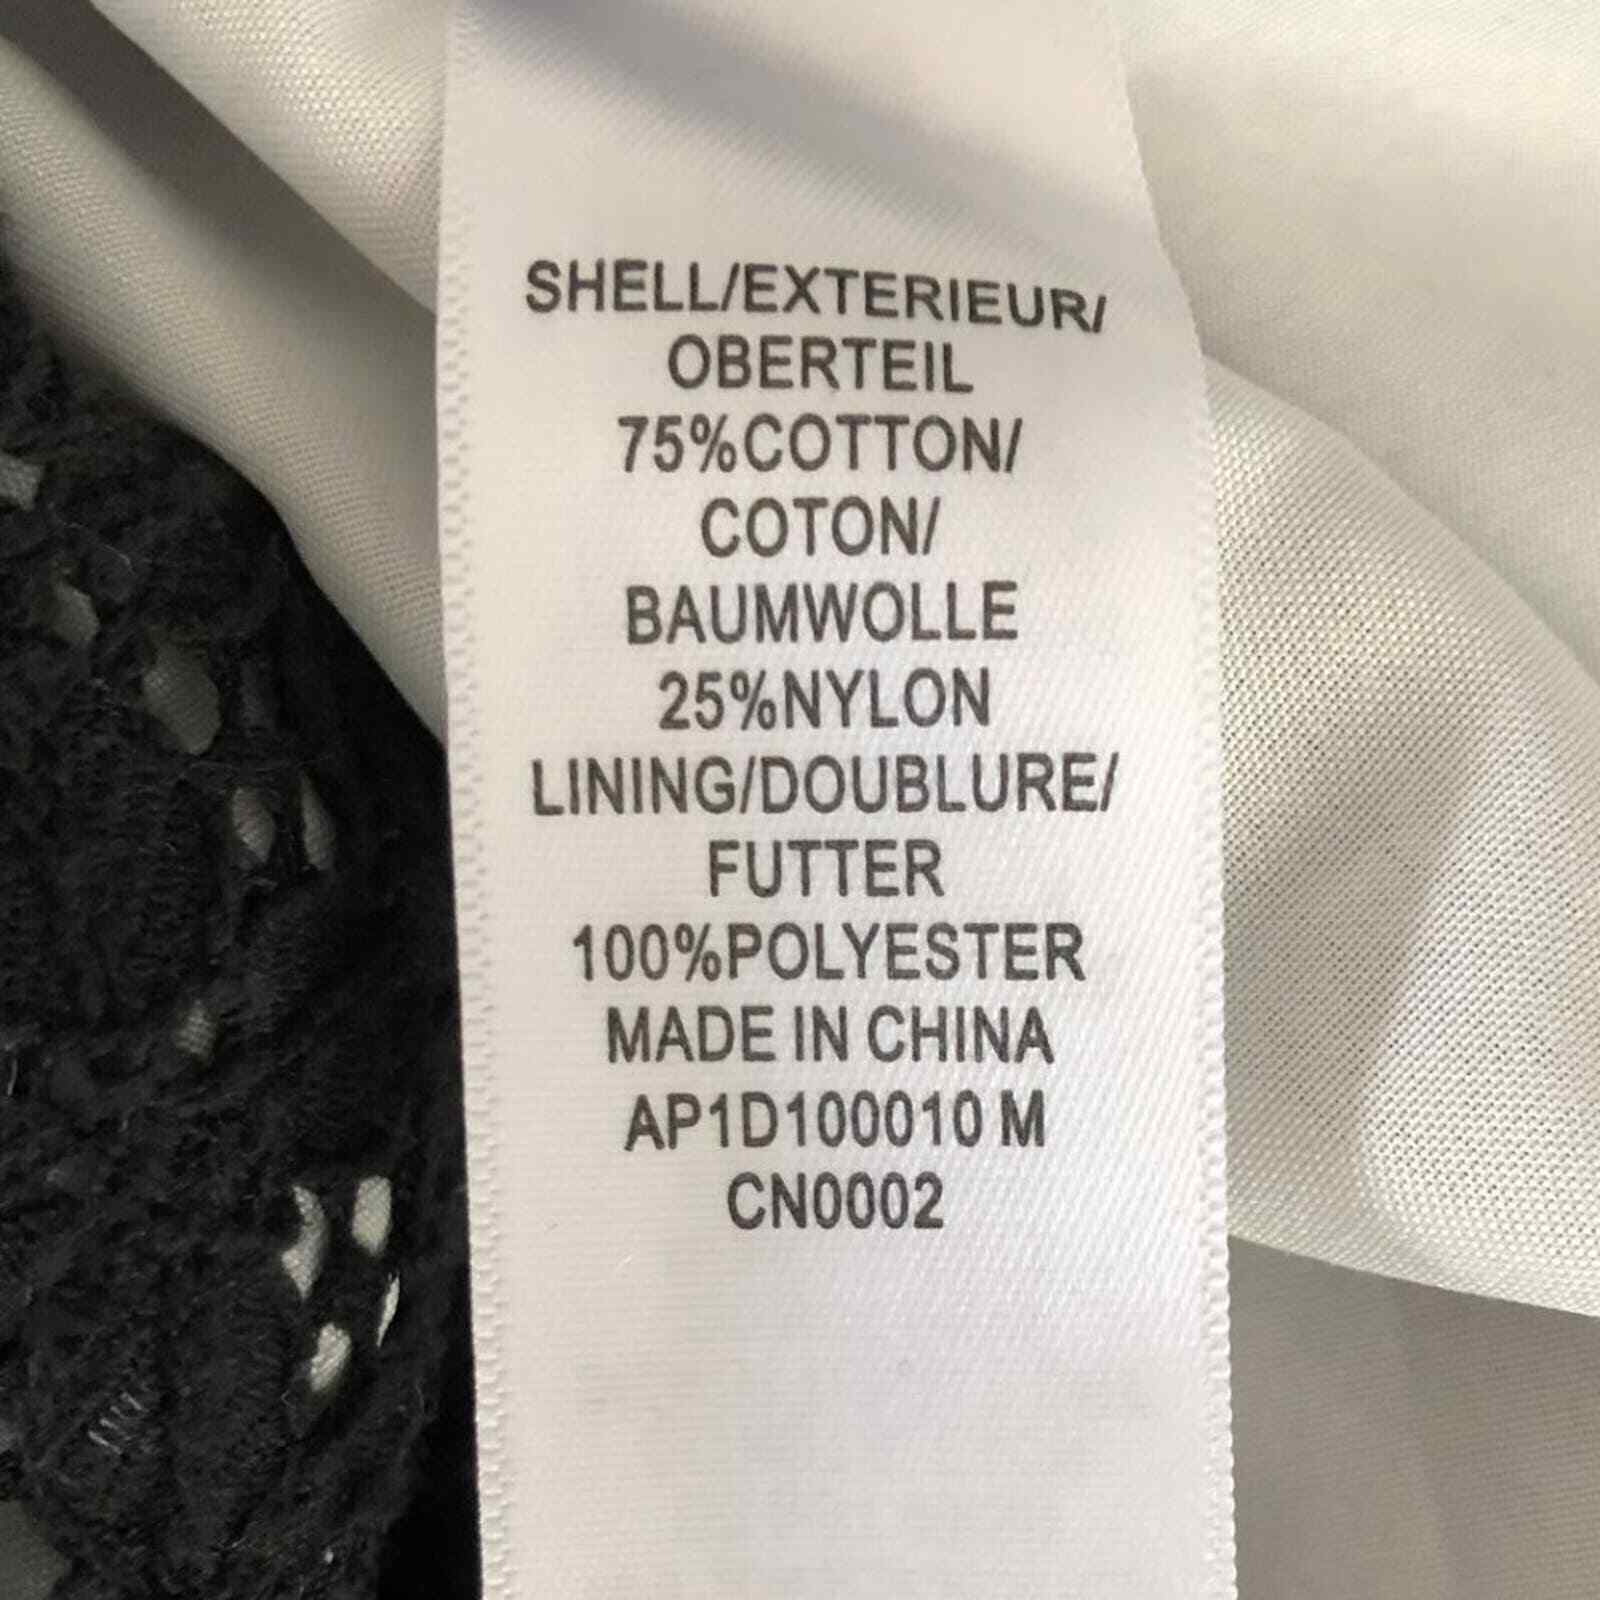 SHELL/EXTERIEUR/
OBERTEIL
75%COTTON/
COTON/
BAUMWOLLE
25%NYLON
LINING/DOUBLURE/
FUTTER
100%POLYESTER
MADE IN CHINA
AP1D100010 M
CN0002